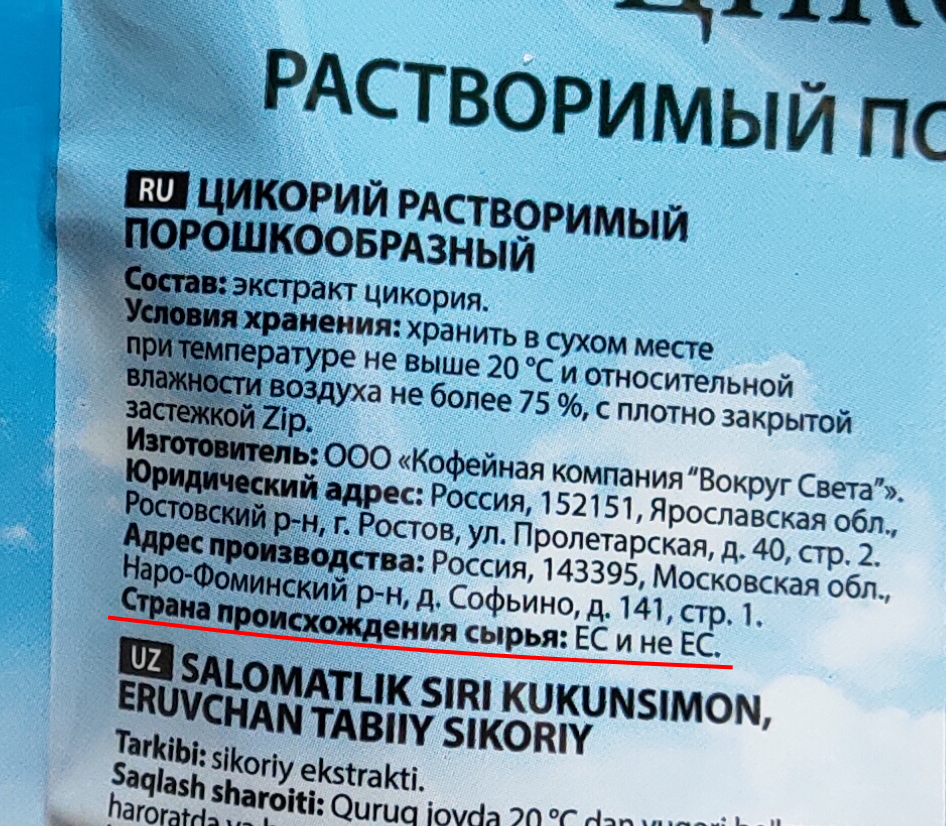 РАСТВОРИМЫЙ ПО
RU ЦИКОРИЙ РАСТВОРИМЫЙ
ПОРОШКООБРАЗНЫЙ
Состав: экстракт цикория.
Условия хранения: хранить в сухом месте
при температуре не выше 20 °C и относительной
влажности воздуха не более 75 %, с плотно закрытой
застежкой Zip.
Изготовитель: ООО «Кофейная компания "Вокруг Света"».
Юридический адрес: Россия, 152151, Ярославская обл.,
Ростовский р-н, г. Ростов, ул. Пролетарская, д. 40, стр. 2.
Адрес производства: Россия, 143395, Московская обл.,
Наро-Фоминский р-н, д. Софьино, д. 141, стр. 1.
Страна происхождения сырья: ЕС и не ЕС.
UZ SALOMATLIK SIRI KUKUNSIMON,
ERUVCHAN TABIIY SIKORIY
Tarkibi: sikoriy ekstrakti.
Saqlash sharoiti: Quruq joyda 20 °C dan